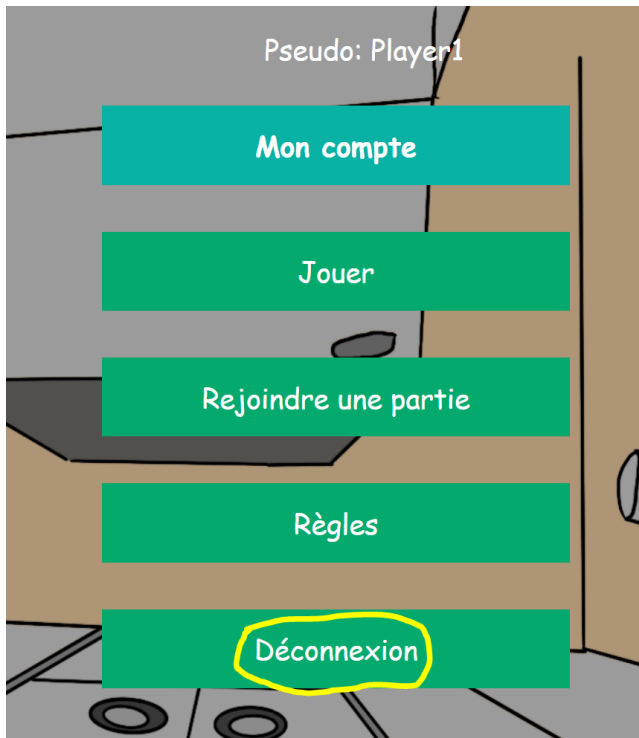 Pseudo: Player1
Mon compte
Jouer
Rejoindre une partie
Règles
Déconnexion